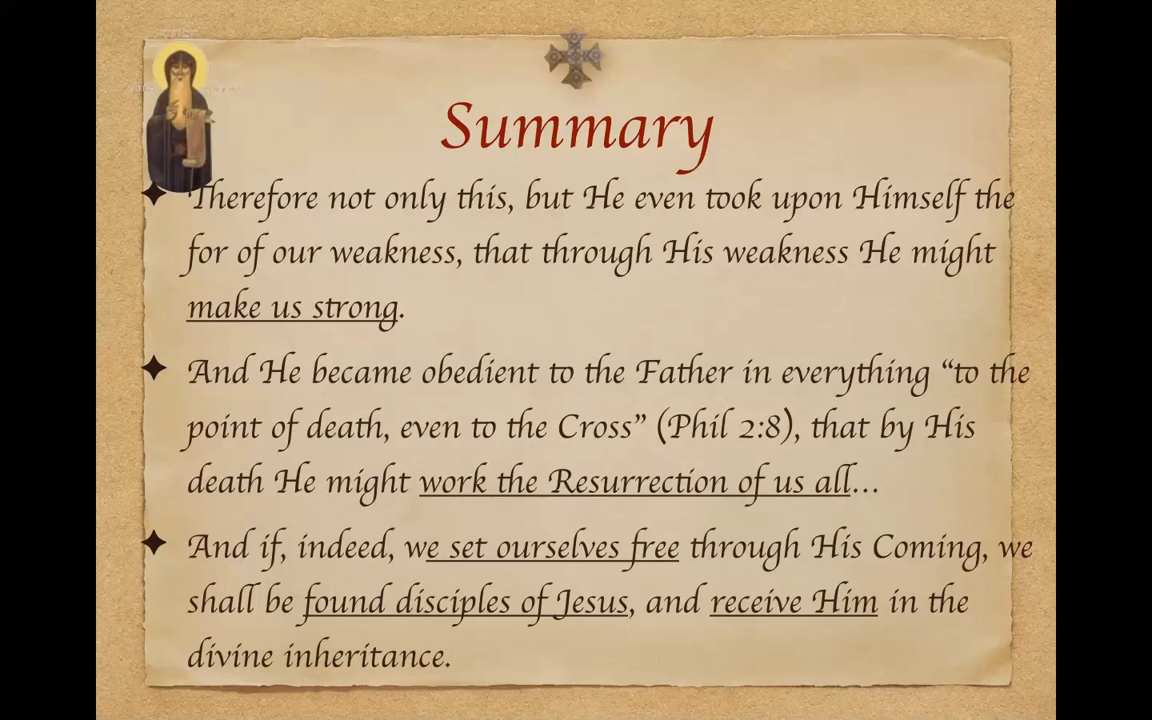 Summary
✦ Therefore not only this, but He even took upon Himself the
for of our weakness, that through His weakness He might
make us strong.
✦ And He became obedient to the Father in everything “to the
point of death, even to the Cross” (Phil 2:8), that by His
death He might work the Resurrection of us all...
✦ And if, indeed, we set ourselves free through His Coming, we
shall be found disciples of Jesus, and receive Him in the
divine inheritance.